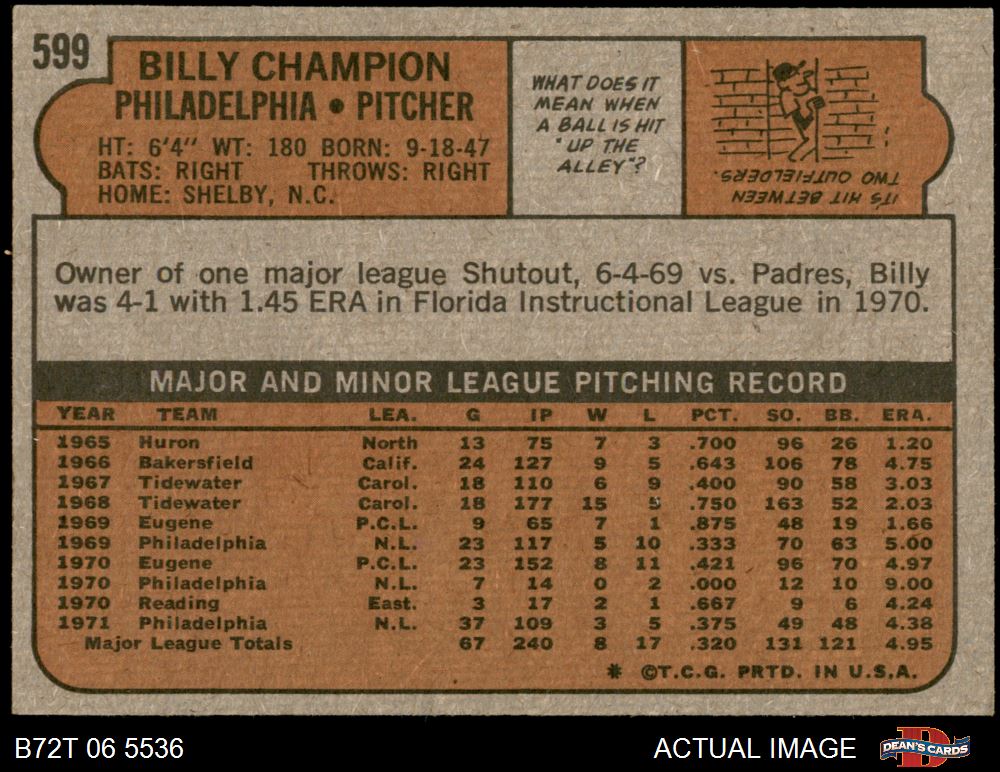 599
BILLY CHAMPION
PHILADELPHIA • PITCHER
HT: 6'4" WT: 180 BORN: 9-18-47
BATS: RIGHT THROWS: RIGHT
HOME: SHELBY, N.C.
WHAT DOES IT
MEAN WHEN
A BALL IS HIT
"UP THE
ALLEY"?
IT'S HIT BETWEEN
TWO OUTFIELDERS.
Owner of one major league Shutout, 6-4-69 vs. Padres, Billy
was 4-1 with 1.45 ERA in Florida Instructional League in 1970.
MAJOR AND MINOR LEAGUE PITCHING RECORD
YEAR TEAM LEA. G IP W L PCT. SO. BB. ERA.
1965 Huron North 13 75 7 3 .700 96 26 1.20
1966 Bakersfield Calif. 24 127 9 5 .643 106 78 4.75
1967 Tidewater Carol. 18 110 6 9 .400 90 58 3.03
1968 Tidewater Carol. 18 177 15 5 .750 163 52 2.03
1969 Eugene P.C.L. 9 65 7 1 .875 48 19 1.66
1969 Philadelphia N.L. 23 117 5 10 .333 70 63 5.00
1970 Eugene P.C.L. 23 152 8 11 .421 96 70 4.97
1970 Philadelphia N.L. 7 14 0 2 .000 12 10 9.00
1970 Reading East. 3 17 2 1 .667 9 6 4.24
1971 Philadelphia N.L. 37 109 3 5 .375 49 48 4.38
Major League Totals 67 240 8 17 .320 131 121 4.95
* ©T.C.G. PRTD. IN U.S.A.
B72T 06 5536
ACTUAL IMAGE
DEAN'S CARDS